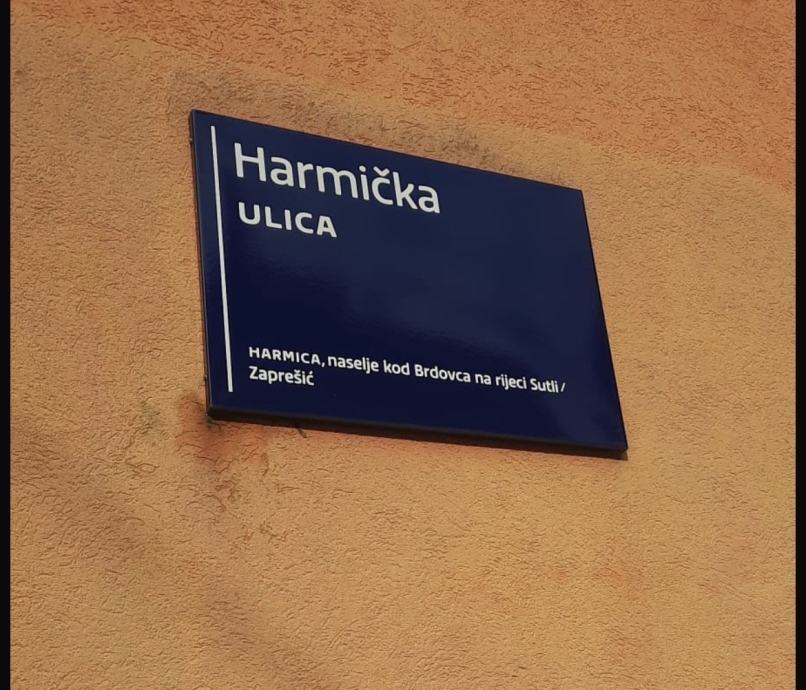 Harmička
ULICA
HARMICA, naselje kod Brdovca na rijeci Sutli /
Zaprešić